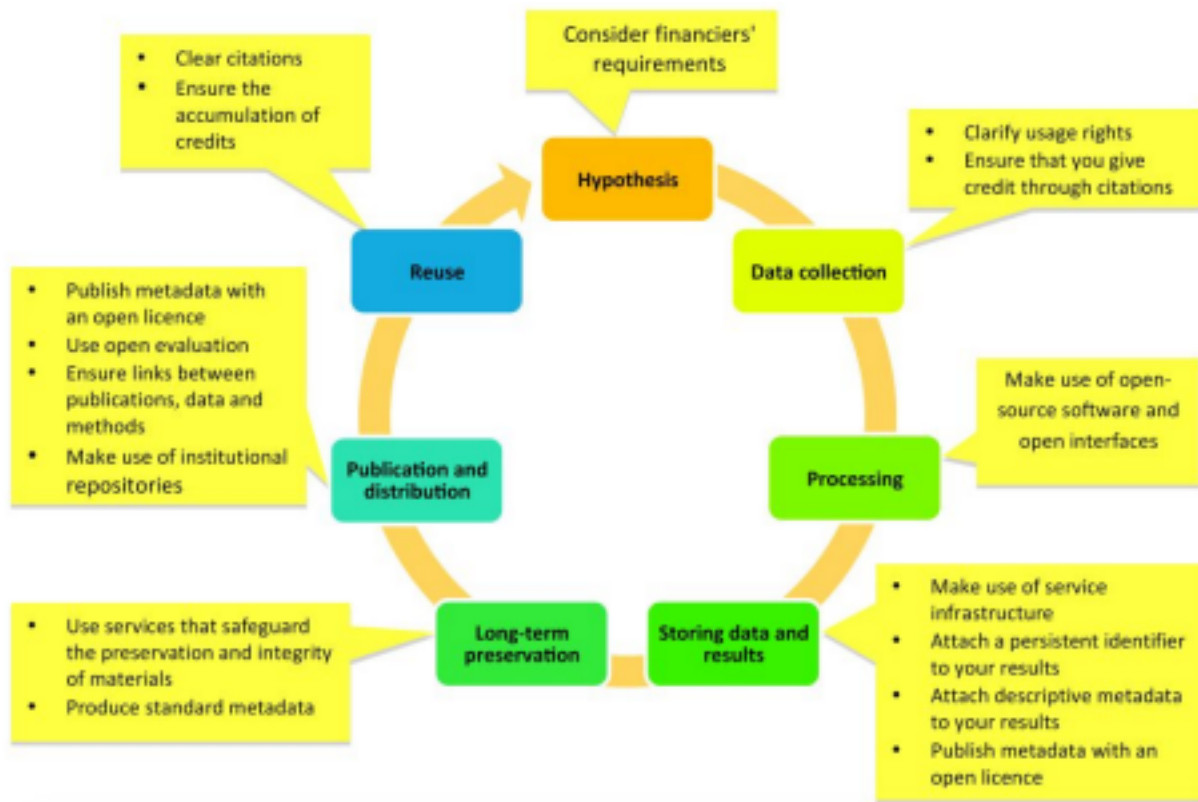 Consider financiers'
requirements
• Clear citations
• Ensure the
accumulation of
credits
Hypothesis
• Clarify usage rights
• Ensure that you give
credit through citations
Reuse
Data collection
• Publish metadata with
an open licence
• Use open evaluation
• Ensure links between
publications, data and
methods
• Make use of institutional
repositories
Make use of open-
source software and
open interfaces
Publication and
distribution
Processing
• Use services that safeguard
the preservation and integrity
of materials
• Produce standard metadata
Long-term
preservation
Storing data and
results
• Make use of service
infrastructure
• Attach a persistent identifier
to your results
• Attach descriptive metadata
to your results
• Publish metadata with an
open licence